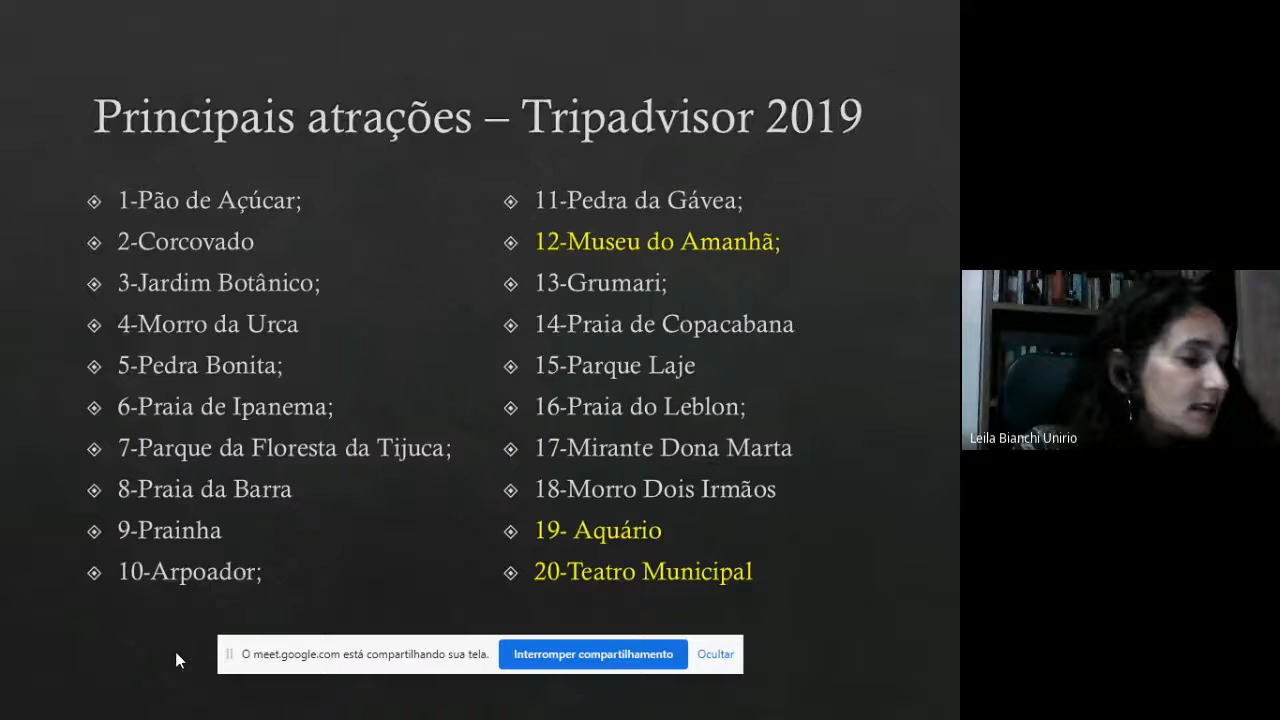 Principais atrações – Tripadvisor 2019
1-Pão de Açúcar;
2-Corcovado
3-Jardim Botânico;
4-Morro da Urca
5-Pedra Bonita;
6-Praia de Ipanema;
7-Parque da Floresta da Tijuca;
8-Praia da Barra
9-Prainha
10-Arpoador;
11-Pedra da Gávea;
12-Museu do Amanhã;
13-Grumari;
14-Praia de Copacabana
15-Parque Laje
16-Praia do Leblon;
17-Mirante Dona Marta
18-Morro Dois Irmãos
19- Aquário
20-Teatro Municipal
Leila Bianchi Unirio
O meet.google.com está compartilhando sua tela. Interromper compartilhamento Ocultar